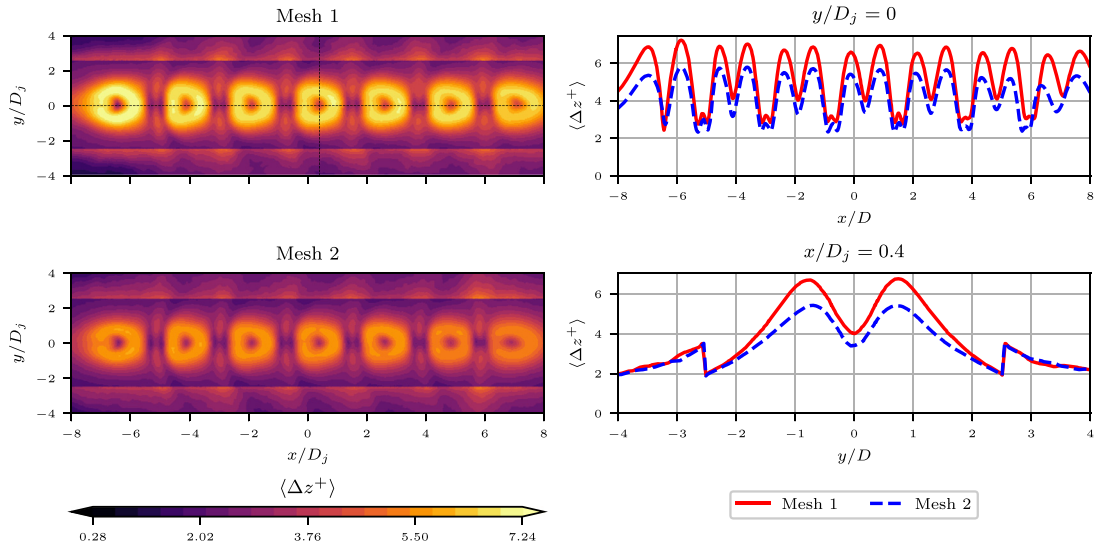 Mesh 1
y/D_j
4
2
0
−2
−4
y/D_j = 0
⟨Δz⁺⟩
6
4
2
0
−8 −6 −4 −2 0 2 4 6 8
x/D
Mesh 2
y/D_j
4
2
0
−2
−4
−8 −6 −4 −2 0 2 4 6 8
x/D_j
x/D_j = 0.4
⟨Δz⁺⟩
6
4
2
0
−4 −3 −2 −1 0 1 2 3 4
y/D
⟨Δz⁺⟩
0.28 2.02 3.76 5.50 7.24
Mesh 1 Mesh 2